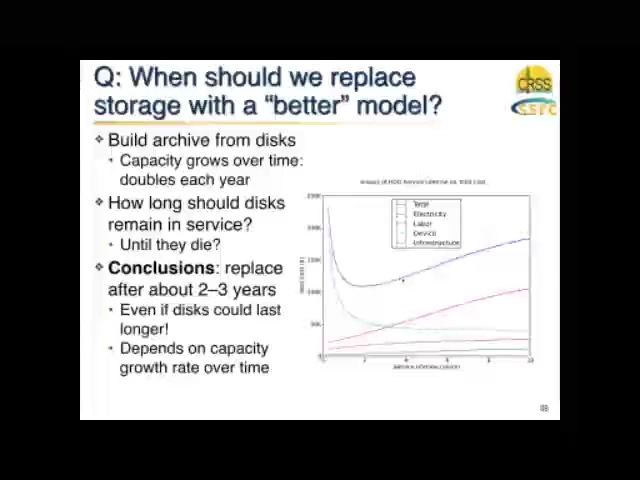 Q: When should we replace
storage with a “better” model?
CRSS
SSRC
❖ Build archive from disks
• Capacity grows over time:
doubles each year
❖ How long should disks
remain in service?
• Until they die?
❖ Conclusions: replace
after about 2–3 years
• Even if disks could last
longer!
• Depends on capacity
growth rate over time
Total
Electricity
Labor
Device
Infrastructure